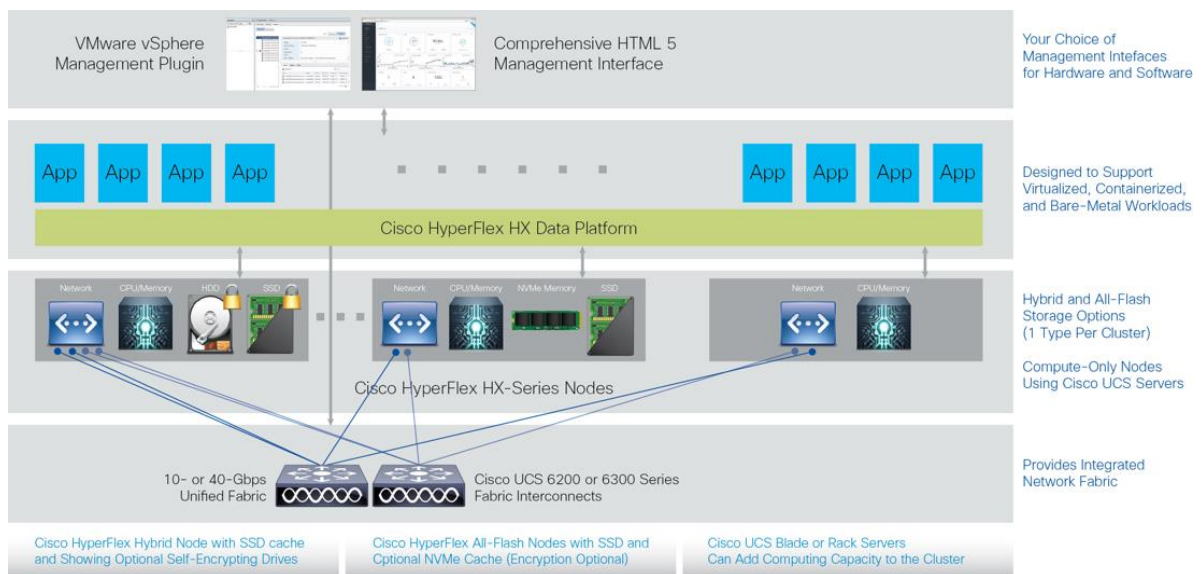 VMware vSphere
Management Plugin
Comprehensive HTML 5
Management Interface
Your Choice of
Management Intefaces
for Hardware and Software
App
App
App
App
App
App
App
App
Cisco HyperFlex HX Data Platform
Designed to Support
Virtualized, Containerized,
and Bare-Metal Workloads
Network
CPU/Memory
HDD
SSD
Network
CPU/Memory
NVMe Memory
SSD
Network
CPU/Memory
Cisco HyperFlex HX-Series Nodes
Hybrid and All-Flash
Storage Options
(1 Type Per Cluster)
Compute-Only Nodes
Using Cisco UCS Servers
10- or 40-Gbps
Unified Fabric
Cisco UCS 6200 or 6300 Series
Fabric Interconnects
Provides Integrated
Network Fabric
Cisco HyperFlex Hybrid Node with SSD cache
and Showing Optional Self-Encrypting Drives
Cisco HyperFlex All-Flash Nodes with SSD and
Cptional NVMe Cache (Encryption Optional)
Cisco UCS Blade or Rack Servers
Can Add Computing Capacity to the Cluster